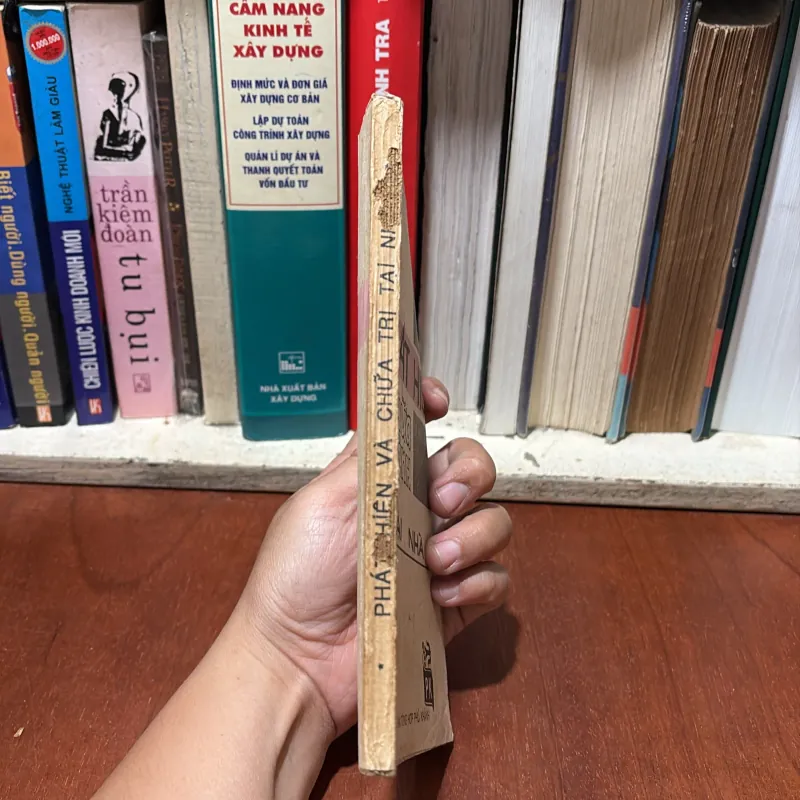 Biết người. Dùng người. Quản người
1.000.000
NGHỆ THUẬT LÀM GIÀU
CHIẾN LƯỢC KINH DOANH MỚI
trần
kiêm
đoàn
tu bụi
CẨM NANG
KINH TẾ
XÂY DỰNG
ĐỊNH MỨC VÀ ĐƠN GIÁ
XÂY DỰNG CƠ BẢN
LẬP DỰ TOÁN
CÔNG TRÌNH XÂY DỰNG
QUẢN LÍ DỰ ÁN VÀ
THANH QUYẾT TOÁN
VỐN ĐẦU TƯ
NHÀ XUẤT BẢN
XÂY DỰNG
TRA
PHÁT HIỆN VÀ CHỮA TRỊ TẠI
NHÀ